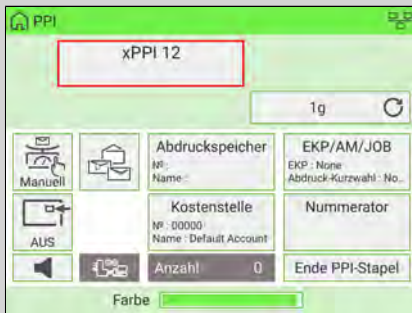 PPI
xPPI 12
1g
Manuell
Abdruckspeicher
Nº :
Name :
EKP/AM/JOB
EKP : None
Abdruck-Kurzwahl : No..
AUS
Kostenstelle
Nº : 00000
Name : Default Account
Nummerator
Anzahl 0
Ende PPI-Stapel
Farbe